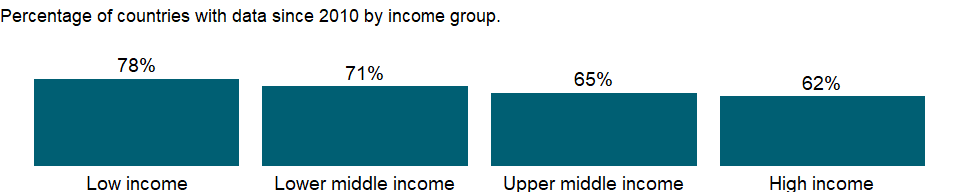 Percentage of countries with data since 2010 by income group.
78%
71%
65%
62%
Low income
Lower middle income
Upper middle income
High income